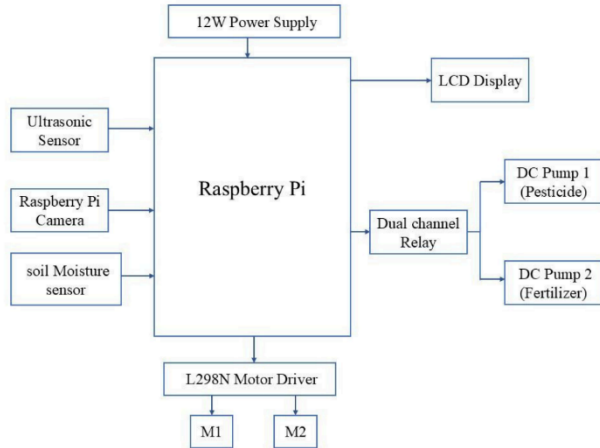 12W Power Supply
LCD Display
Ultrasonic
Sensor
Raspberry Pi
Raspberry Pi
Camera
soil Moisture
sensor
Dual channel
Relay
DC Pump 1
(Pesticide)
DC Pump 2
(Fertilizer)
L298N Motor Driver
M1
M2